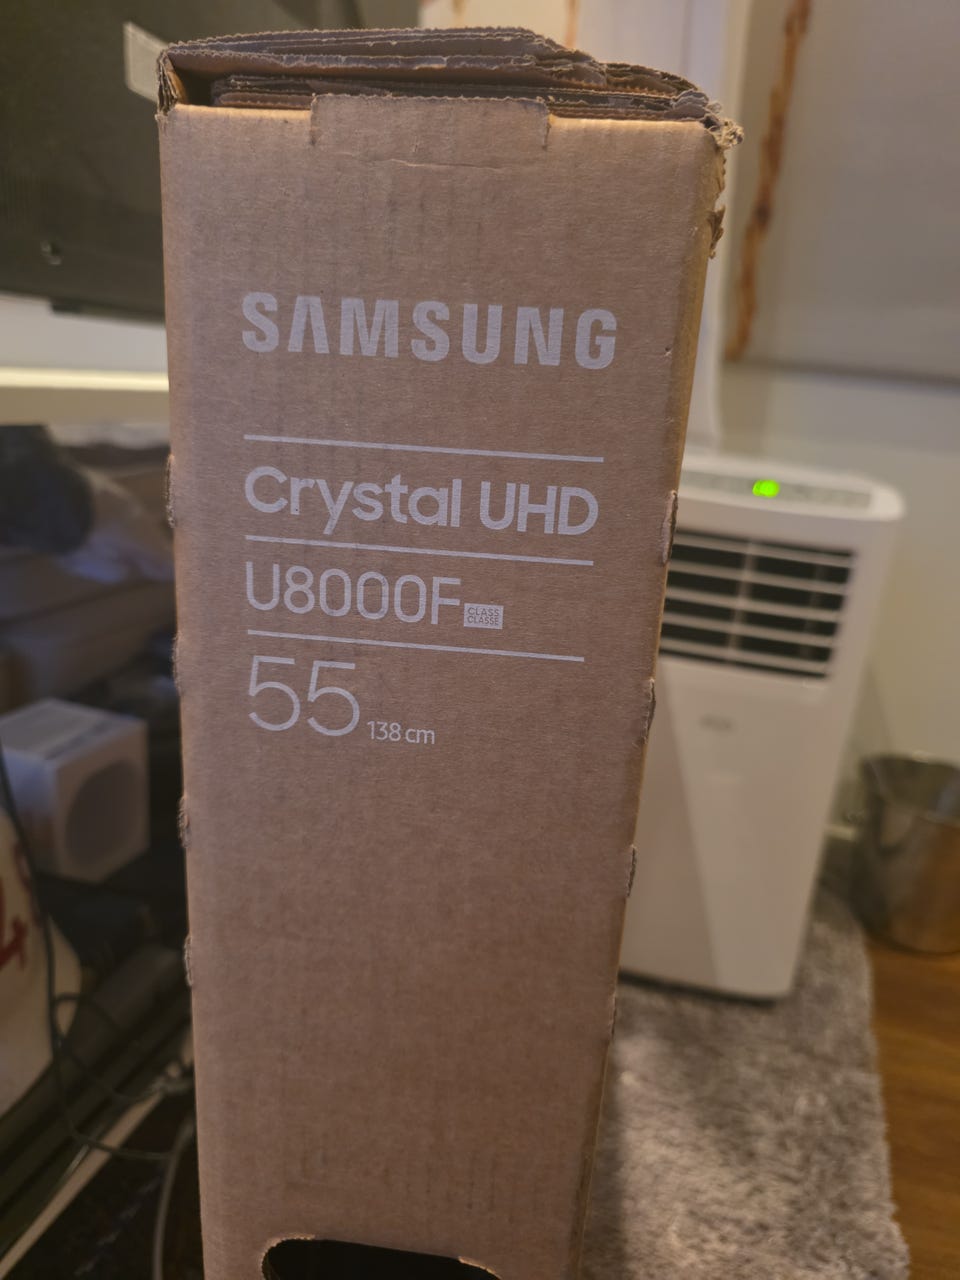 SAMSUNG
Crystal UHD
U8000F CLASS
CLASSE
55 138 cm